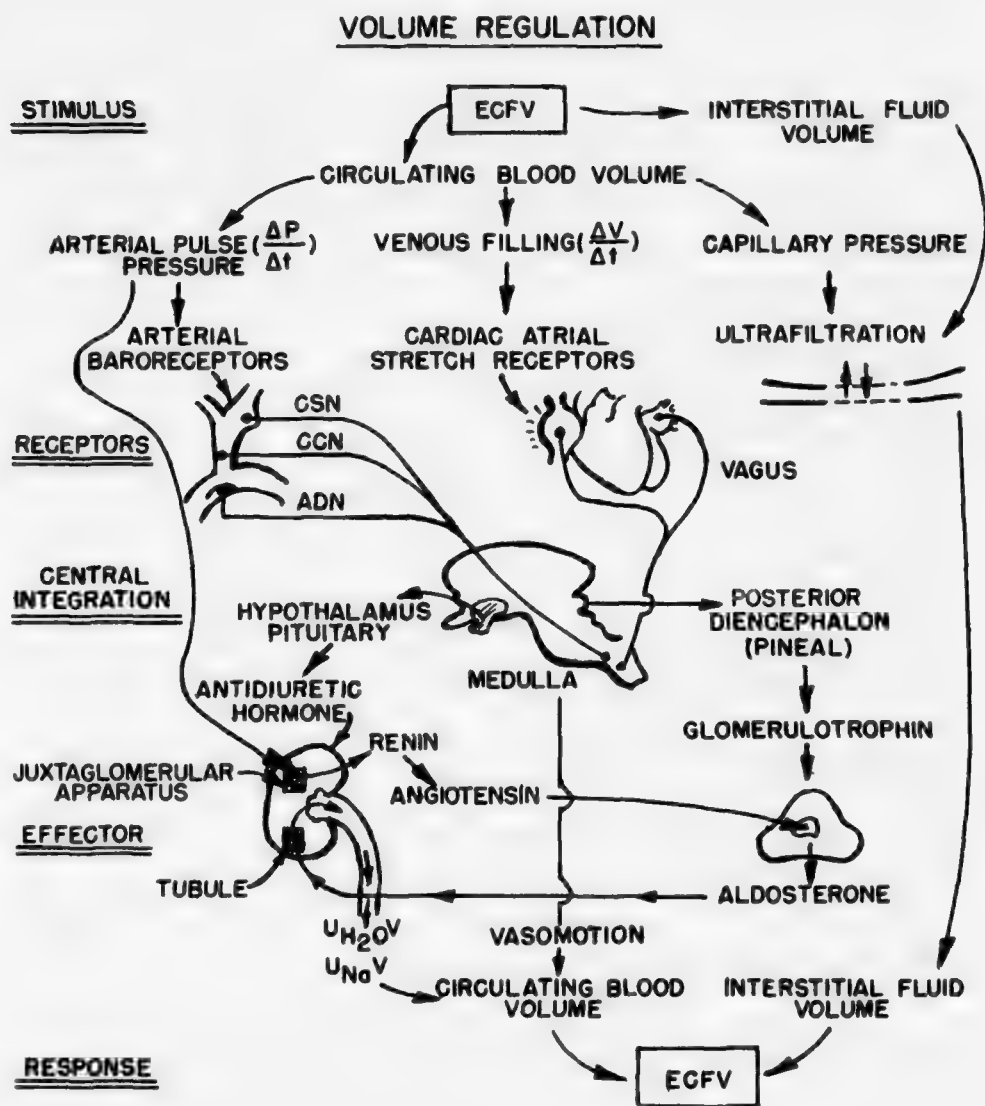 VOLUME REGULATION
STIMULUS
ECFV
INTERSTITIAL FLUID
VOLUME
CIRCULATING BLOOD VOLUME
ARTERIAL PULSE (ΔP/Δt)
PRESSURE
VENOUS FILLING (ΔV/Δt)
CAPILLARY PRESSURE
ARTERIAL
BARORECEPTORS
CARDIAC ATRIAL
STRETCH RECEPTORS
ULTRAFILTRATION
RECEPTORS
CSN
CCN
ADN
VAGUS
CENTRAL
INTEGRATION
HYPOTHALAMUS
PITUITARY
MEDULLA
POSTERIOR
DIENCEPHALON
(PINEAL)
ANTIDIURETIC
HORMONE
GLOMERULOTROPHIN
JUXTAGLOMERULAR
APPARATUS
RENIN
ANGIOTENSIN
EFFECTOR
TUBULE
ALDOSTERONE
UH2OV
UNaV
VASOMOTION
CIRCULATING BLOOD
VOLUME
INTERSTITIAL FLUID
VOLUME
RESPONSE
ECFV